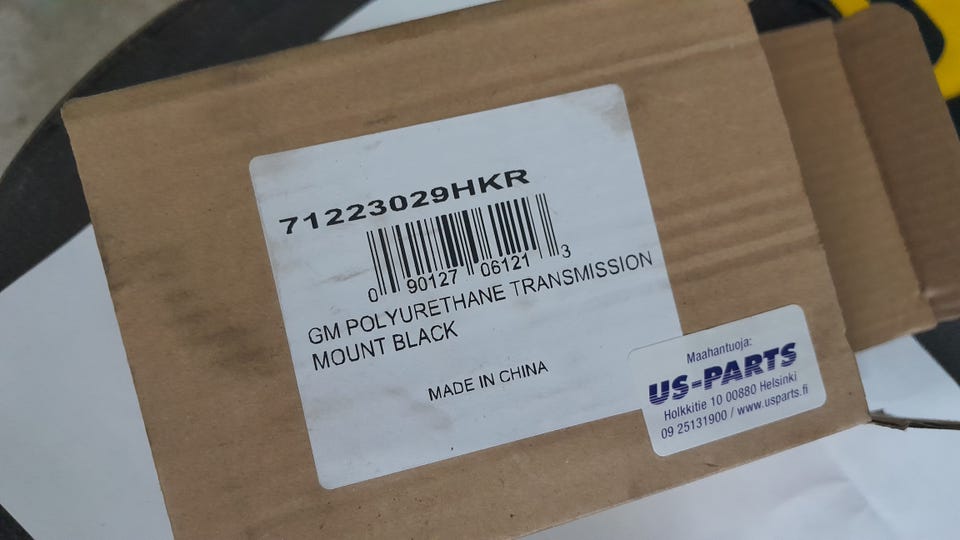 71223029HKR
0 90127 06121 3
GM POLYURETHANE TRANSMISSION
MOUNT BLACK
MADE IN CHINA
Maahantuoja:
US-PARTS
Holkkitie 10 00880 Helsinki
09 25131900 / www.usparts.fi